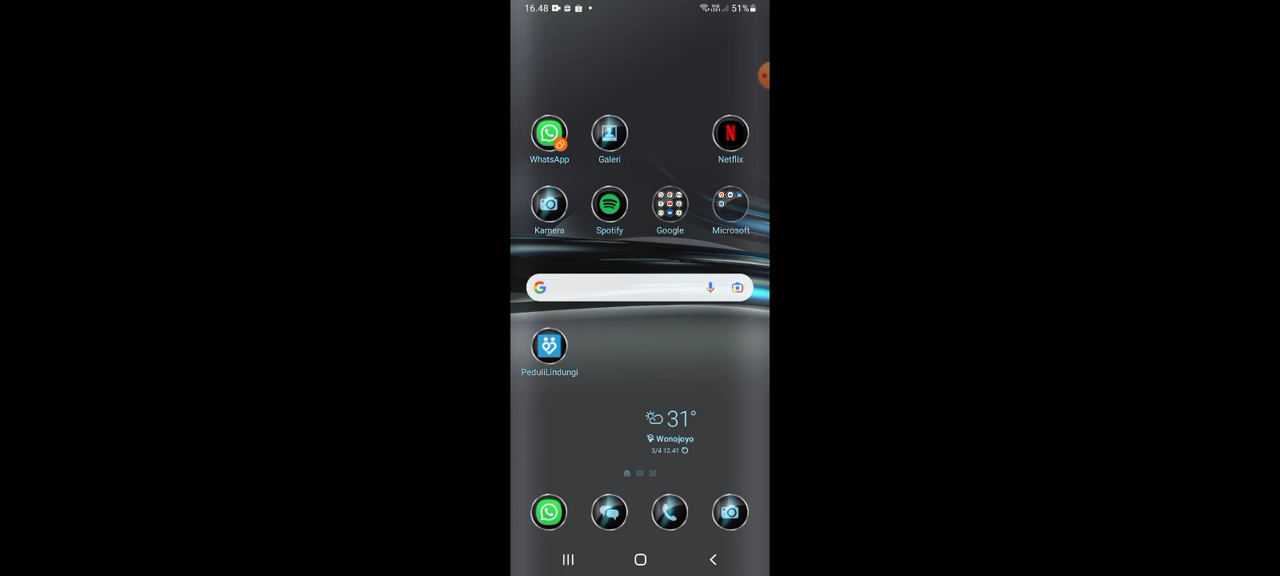 16.48 51%
WhatsApp Galeri Netflix
Kamera Spotify Google Microsoft
PeduliLindungi
31°
Wonojoyo
3/4 12.41